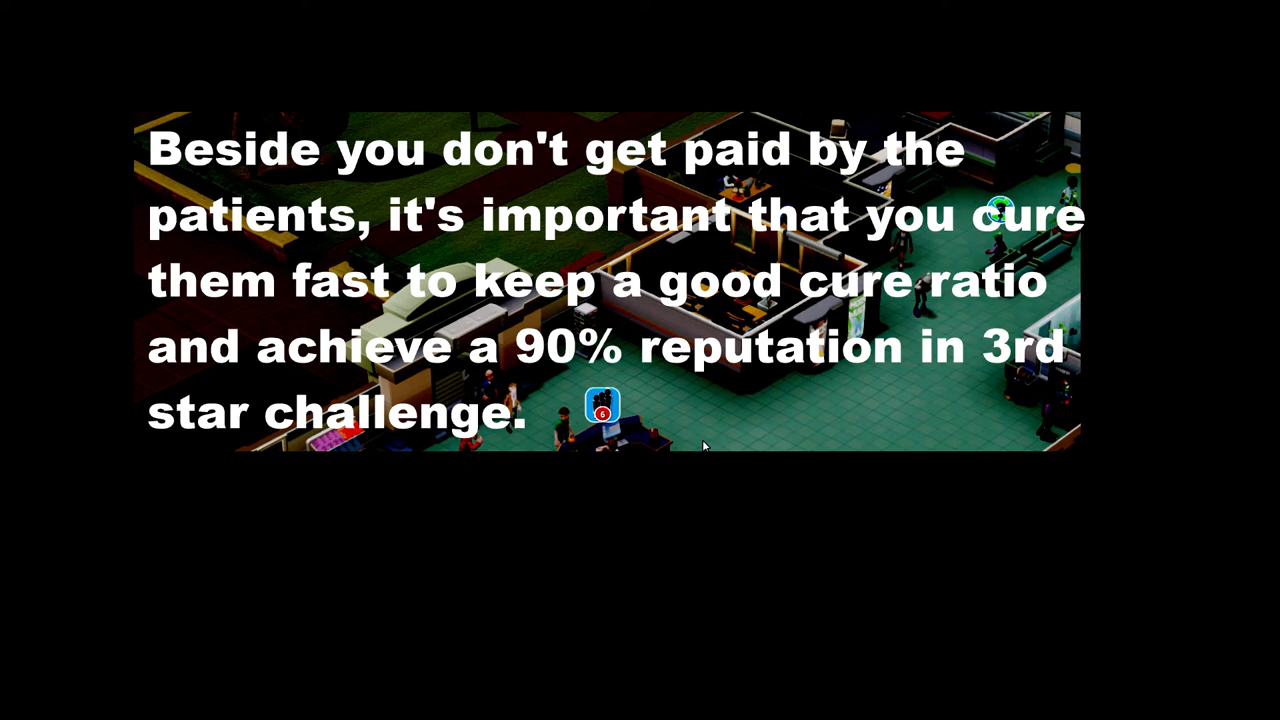 Beside you don't get paid by the
patients, it's important that you cure
them fast to keep a good cure ratio
and achieve a 90% reputation in 3rd
star challenge.
6